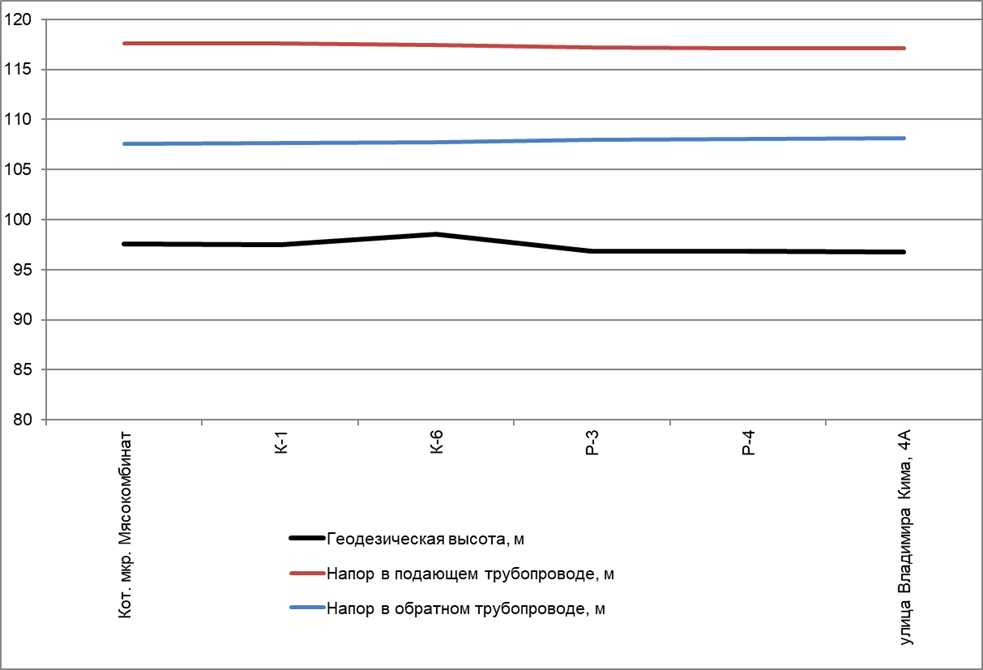 120
115
110
105
100
95
90
85
80
Кот. мкр. Мясокомбинат
К-1
К-6
Р-3
Р-4
улица Владимира Кима, 4А
Геодезическая высота, м
Напор в подающем трубопроводе, м
Напор в обратном трубопроводе, м